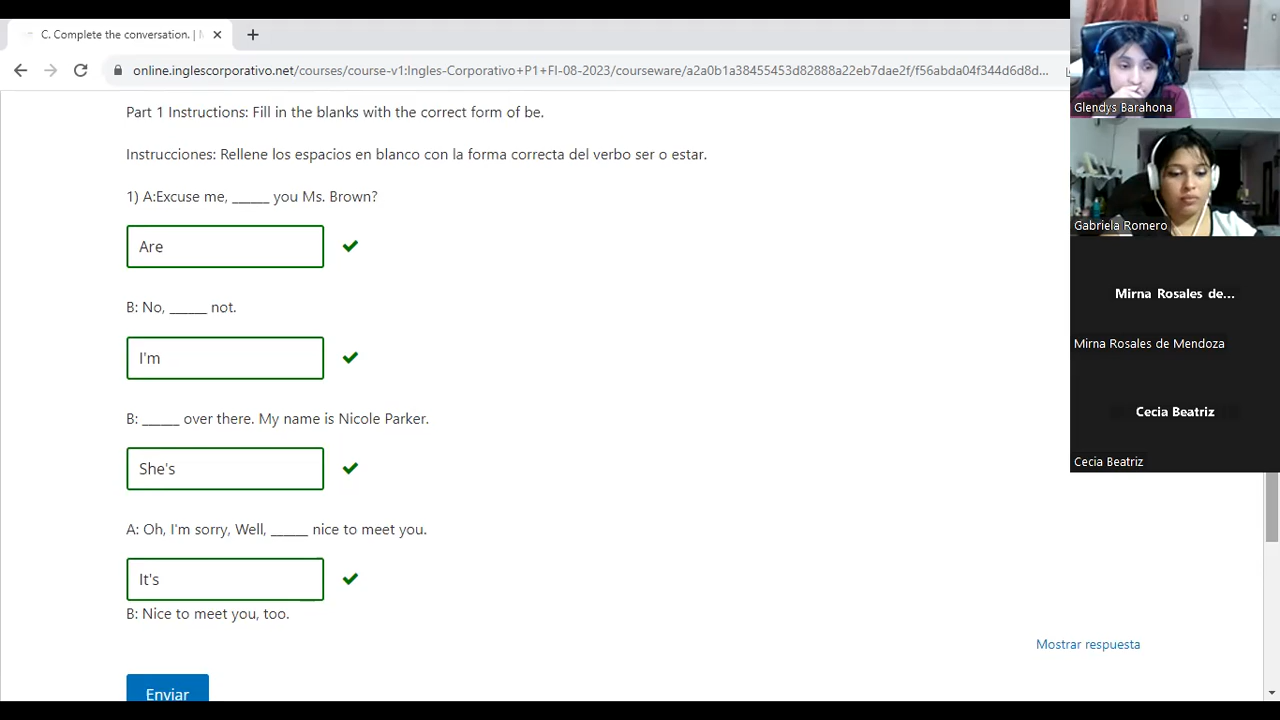 C. Complete the conversation. |
online.inglescorporativo.net/courses/course-v1:Ingles-Corporativo+P1+FI-08-2023/courseware/a2a0b1a38455453d82888a22eb7dae2f/f56abda04f344d6d8d...
Part 1 Instructions: Fill in the blanks with the correct form of be.
Instrucciones: Rellene los espacios en blanco con la forma correcta del verbo ser o estar.
1) A:Excuse me, ______ you Ms. Brown?
Are
B: No, ______ not.
I'm
B: ______ over there. My name is Nicole Parker.
She's
A: Oh, I'm sorry, Well, ______ nice to meet you.
It's
B: Nice to meet you, too.
Mostrar respuesta
Enviar
Glendys Barahona
Gabriela Romero
Mirna Rosales de...
Mirna Rosales de Mendoza
Cecia Beatriz
Cecia Beatriz